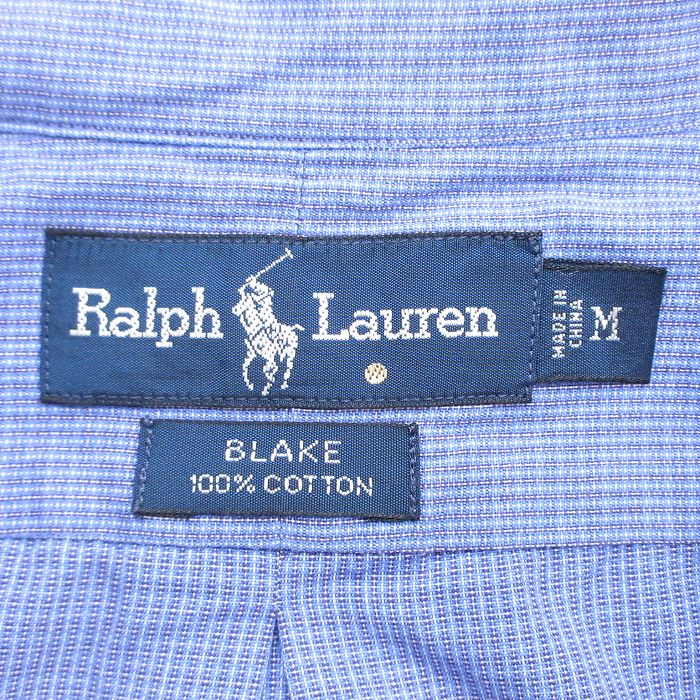 Ralph Lauren
MADE IN
CHINA
M
BLAKE
100% COTTON